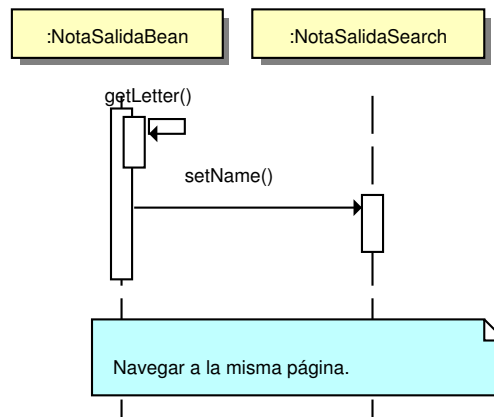 :NotaSalidaBean
:NotaSalidaSearch
getLetter()
setName()
Navegar a la misma página.